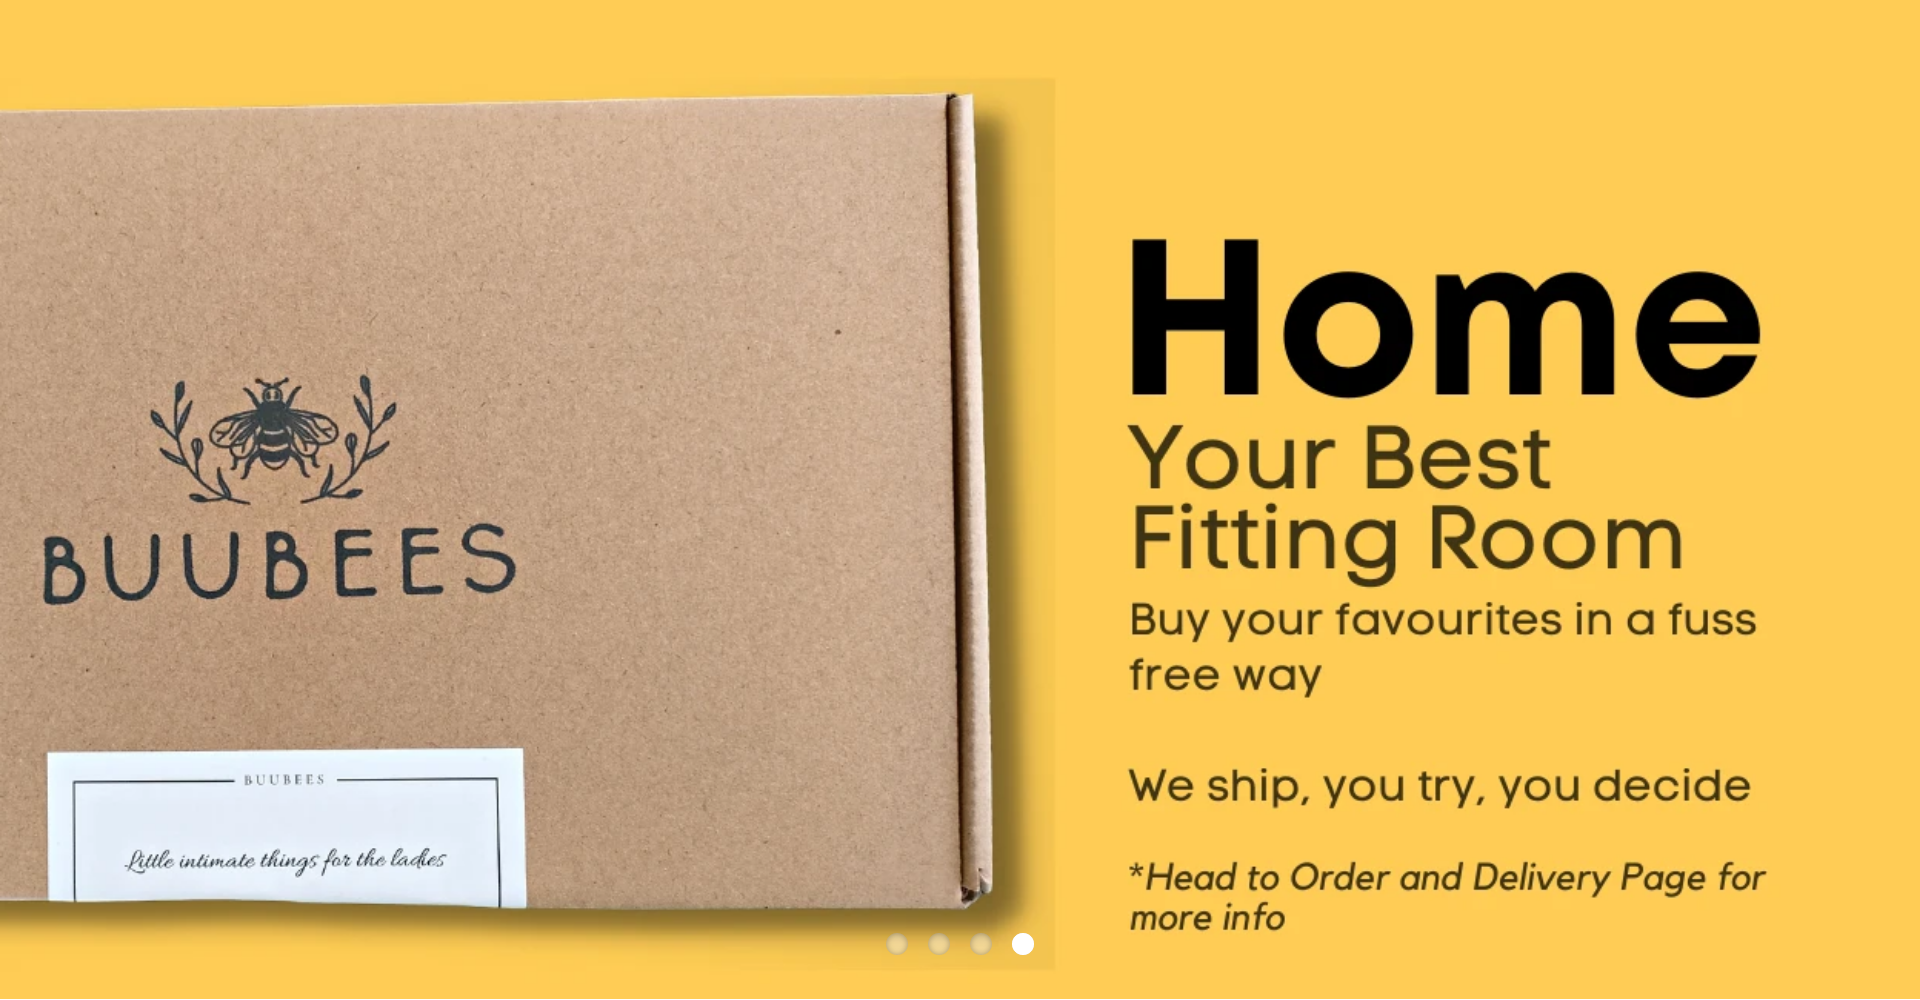 BUUBEES
BUUBEES
Little intimate things for the ladies
Home
Your Best
Fitting Room
Buy your favourites in a fuss
free way
We ship, you try, you decide
*Head to Order and Delivery Page for
more info